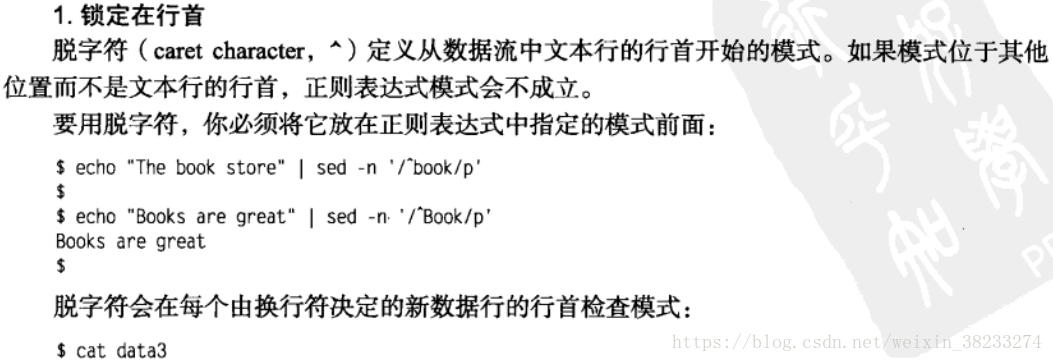 1. 锁定在行首
脱字符（caret character，^）定义从数据流中文本行的行首开始的模式。如果模式位于其他
位置而不是文本行的行首，正则表达式模式会不成立。
要用脱字符，你必须将它放在正则表达式中指定的模式前面：
$ echo "The book store" | sed -n '/^book/p'
$
$ echo "Books are great" | sed -n '/^Book/p'
Books are great
$
脱字符会在每个由换行符决定的新数据行的行首检查模式：
$ cat data3
https://blog.csdn.net/weixin_38233274